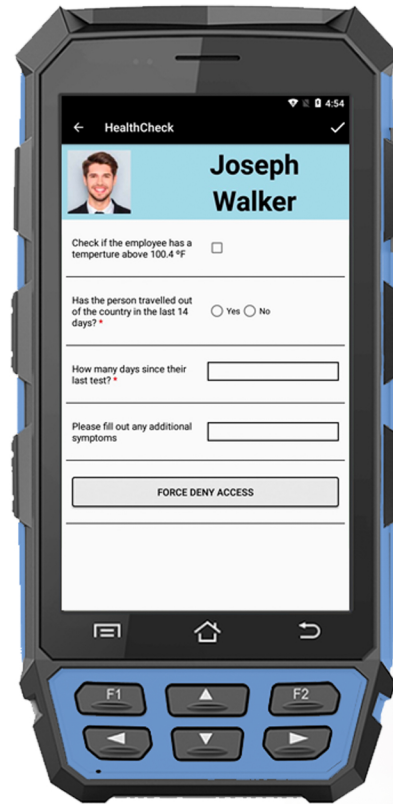 4:54
HealthCheck
Joseph
Walker
Check if the employee has a
temperture above 100.4 ºF
Has the person travelled out
of the country in the last 14
days? *
Yes No
How many days since their
last test? *
Please fill out any additional
symptoms
FORCE DENY ACCESS
F1 F2